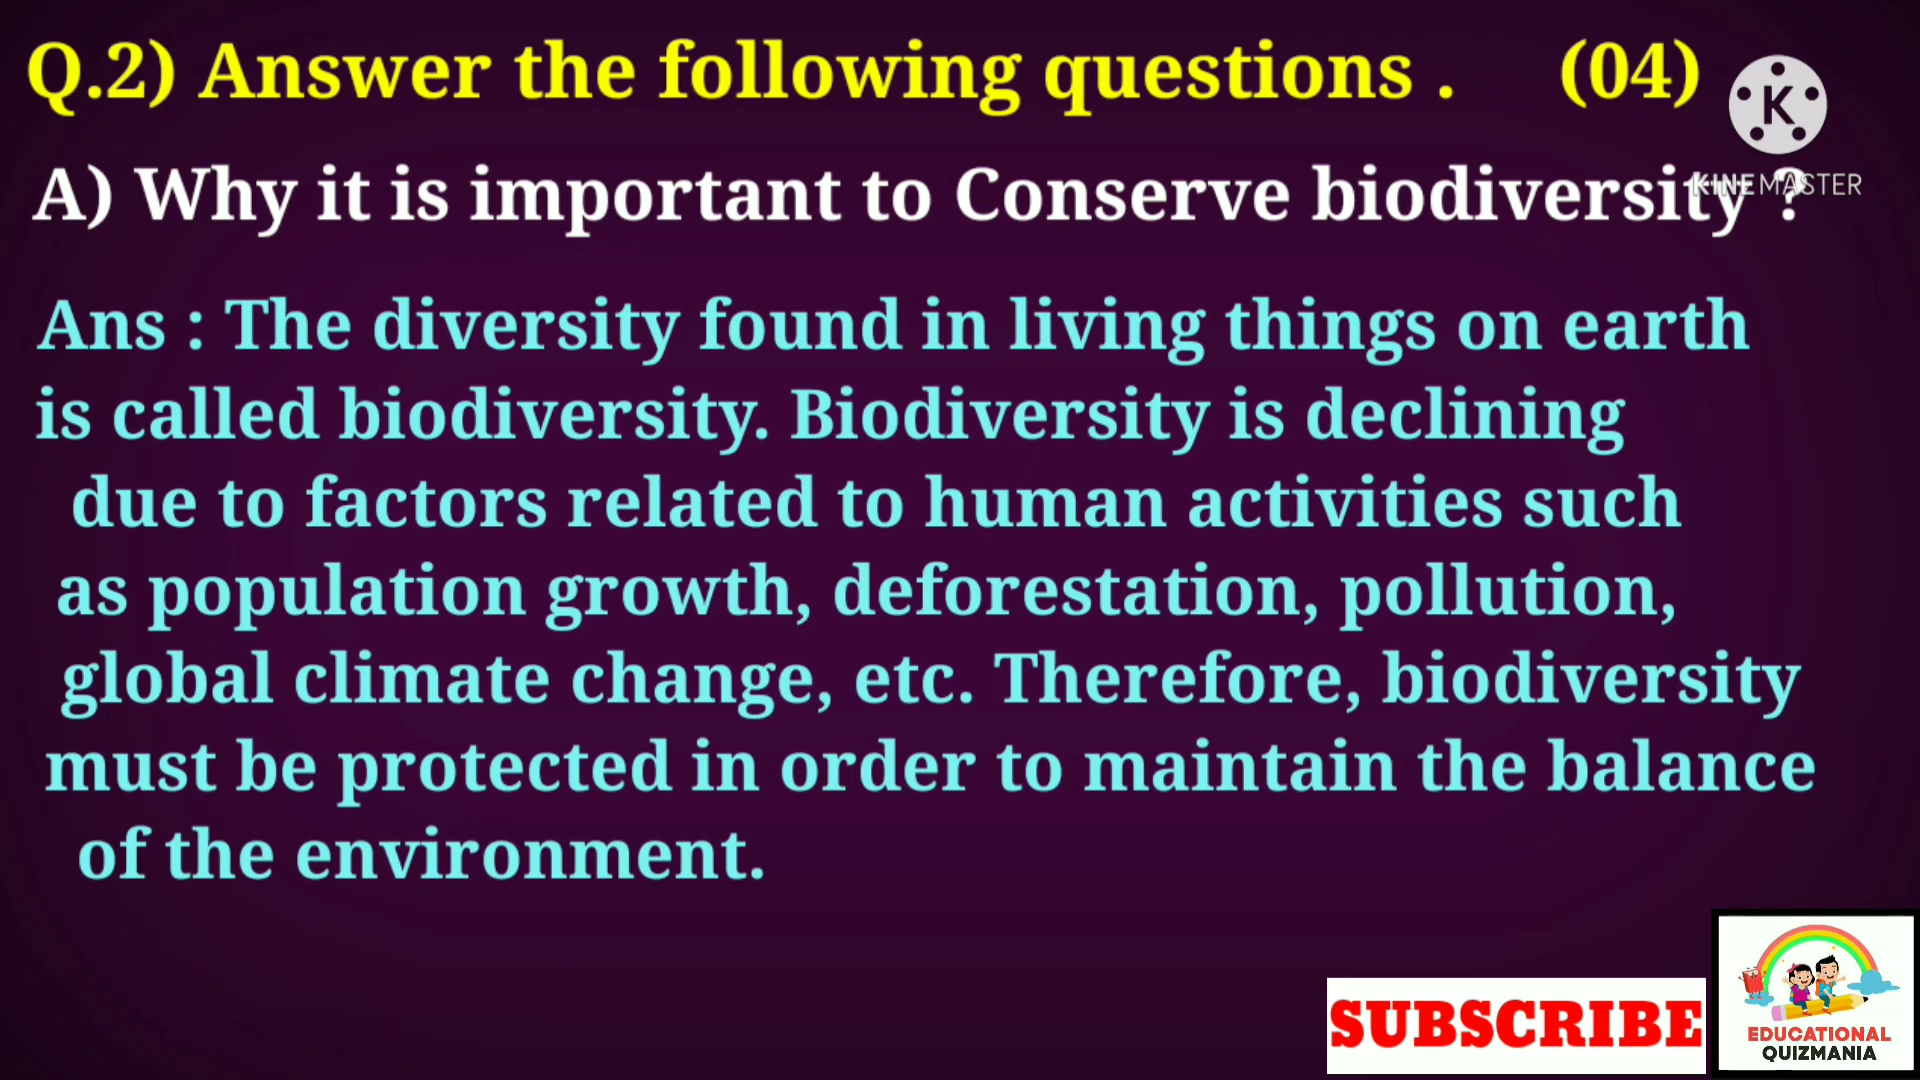 Q.2) Answer the following questions . (04)
K
KINEMASTER
A) Why it is important to Conserve biodiversity ?
Ans : The diversity found in living things on earth
is called biodiversity. Biodiversity is declining
due to factors related to human activities such
as population growth, deforestation, pollution,
global climate change, etc. Therefore, biodiversity
must be protected in order to maintain the balance
of the environment.
SUBSCRIBE
EDUCATIONAL
QUIZMANIA